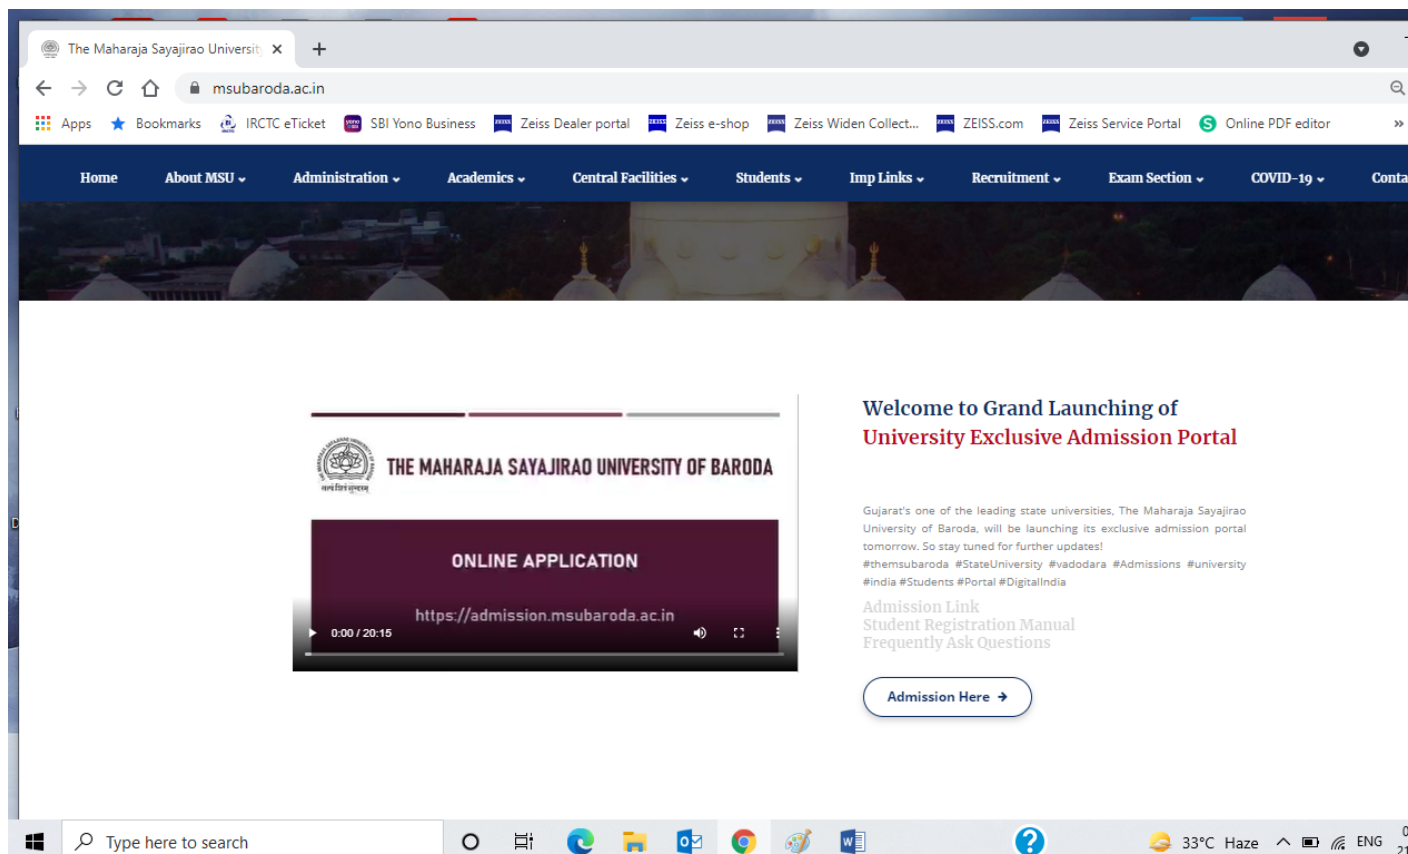 The Maharaja Sayajirao Universit
msubaroda.ac.in
Apps Bookmarks IRCTC eTicket SBI Yono Business Zeiss Dealer portal Zeiss e-shop Zeiss Widen Collect... ZEISS.com Zeiss Service Portal Online PDF editor »
Home About MSU Administration Academics Central Facilities Students Imp Links Recruitment Exam Section COVID-19 Conta
THE MAHARAJA SAYAJIRAO UNIVERSITY OF BARODA
ONLINE APPLICATION
https://admission.msubaroda.ac.in
0:00 / 20:15
Welcome to Grand Launching of
University Exclusive Admission Portal
Gujarat's one of the leading state universities, The Maharaja Sayajirao
University of Baroda, will be launching its exclusive admission portal
tomorrow. So stay tuned for further updates!
#themsubaroda #StateUniversity #vadodara #Admissions #university
#india #Students #Portal #DigitalIndia
Admission Link
Student Registration Manual
Frequently Ask Questions
Admission Here
Type here to search
33°C Haze ENG